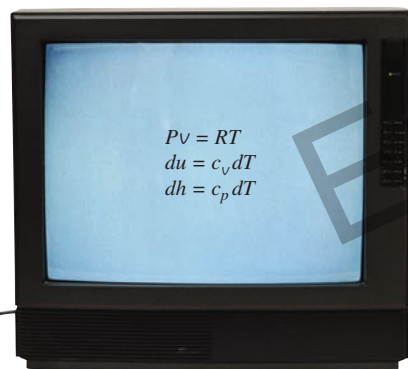 Pv = RT
du = c_v dT
dh = c_p dT
E